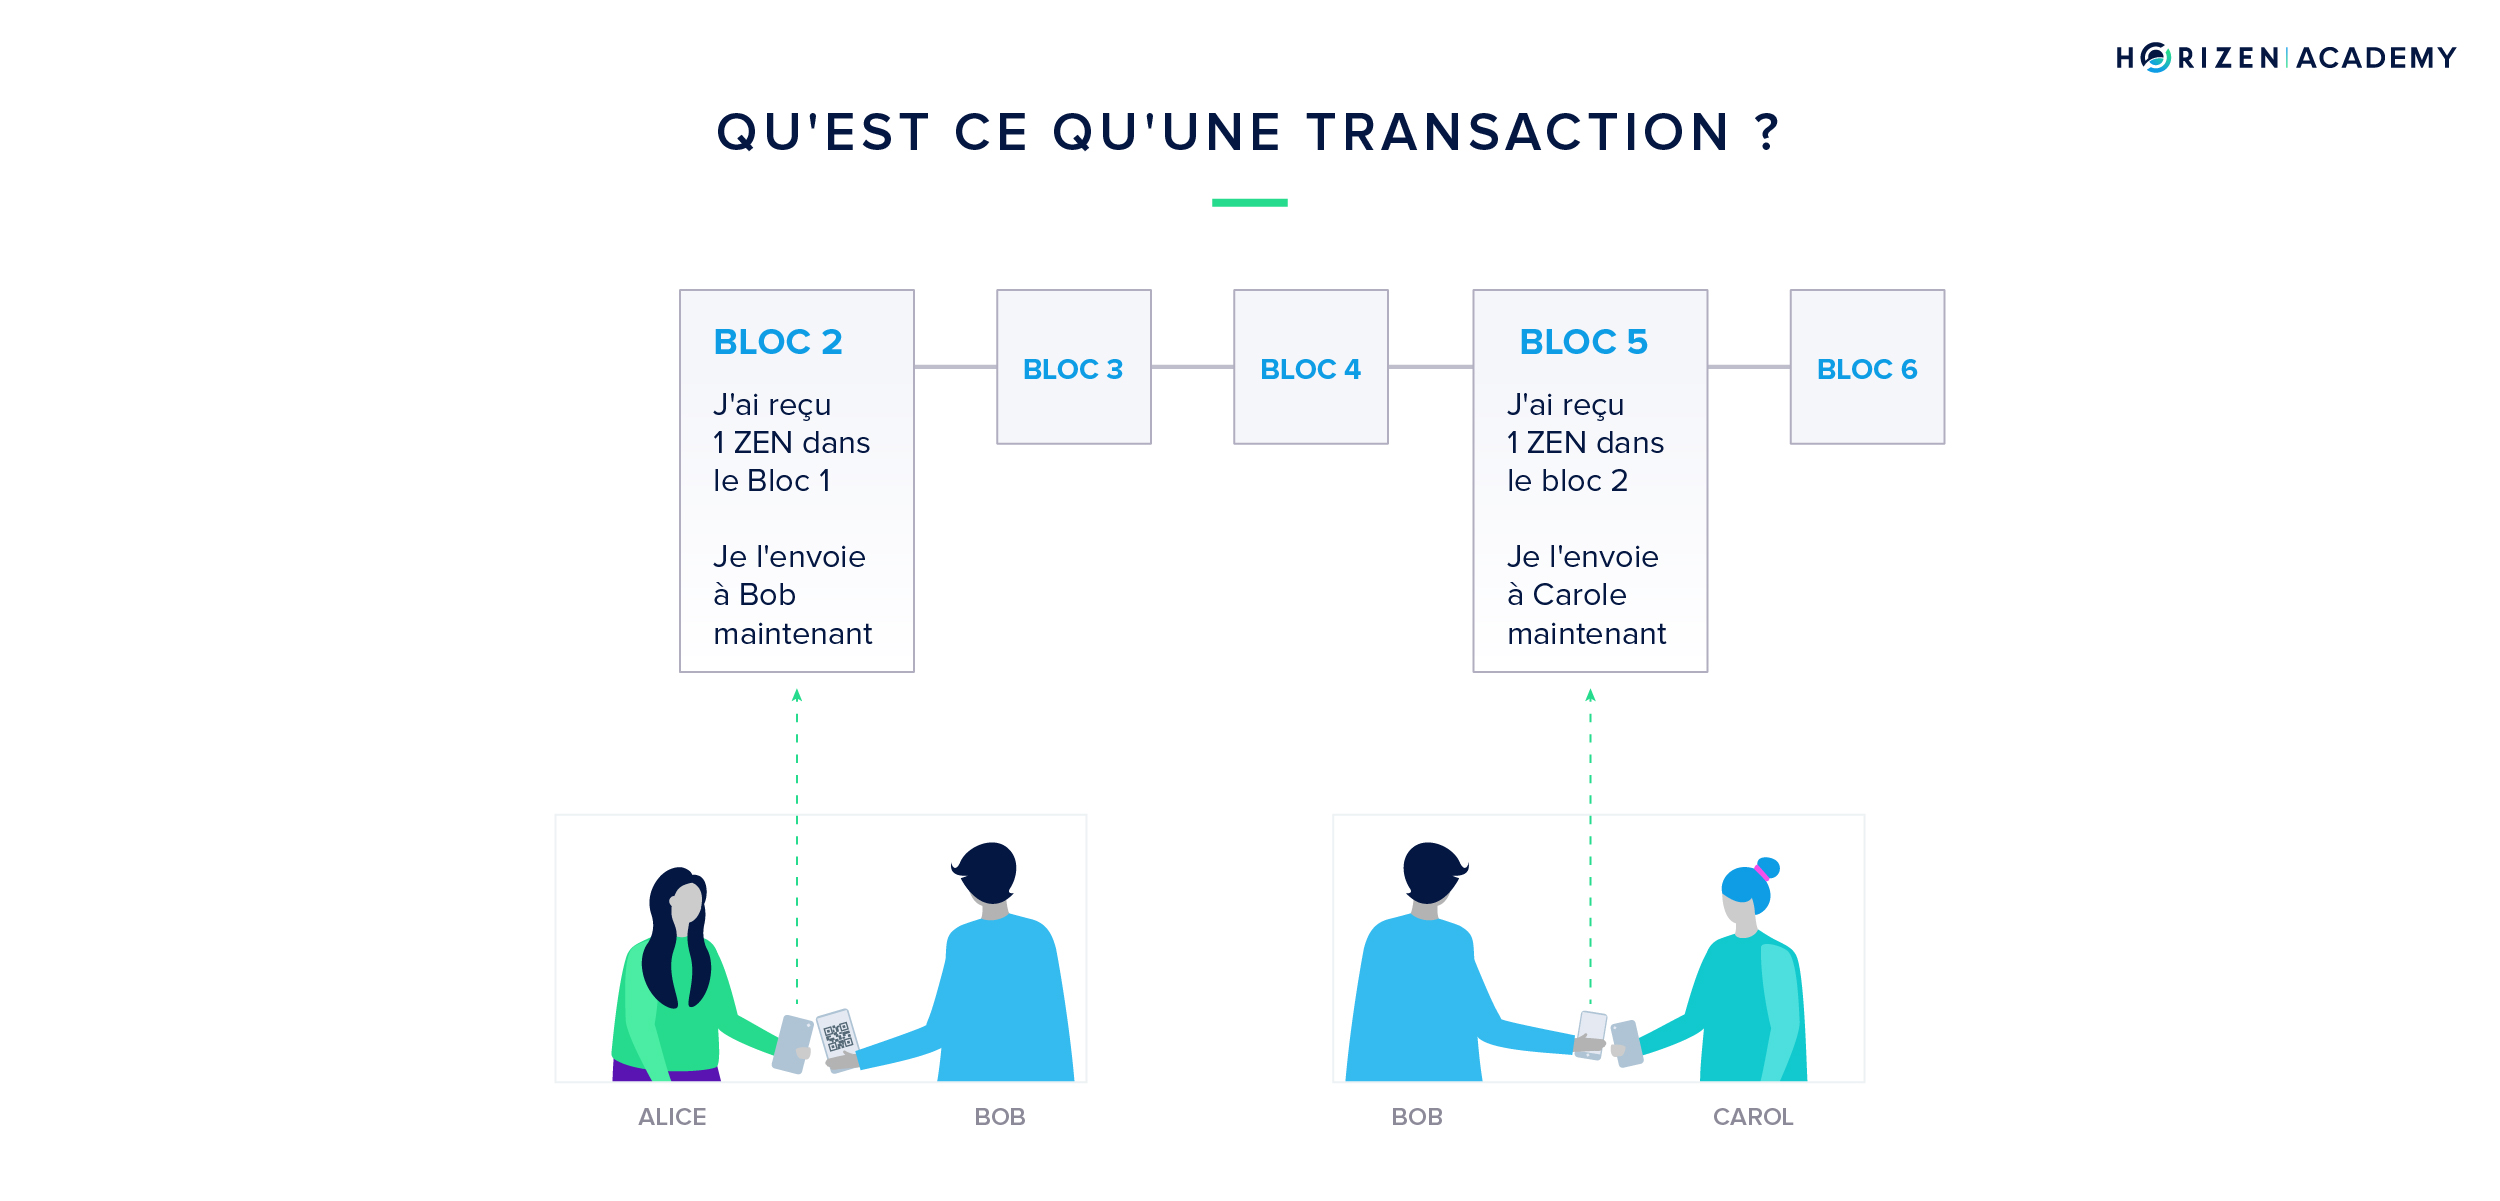 HORIZEN ACADEMY
QU'EST CE QU'UNE TRANSACTION ?
BLOC 2
J'ai reçu
1 ZEN dans
le Bloc 1
Je l'envoie
à Bob
maintenant
BLOC 3
BLOC 4
BLOC 5
J'ai reçu
1 ZEN dans
le bloc 2
Je l'envoie
à Carole
maintenant
BLOC 6
ALICE
BOB
BOB
CAROL